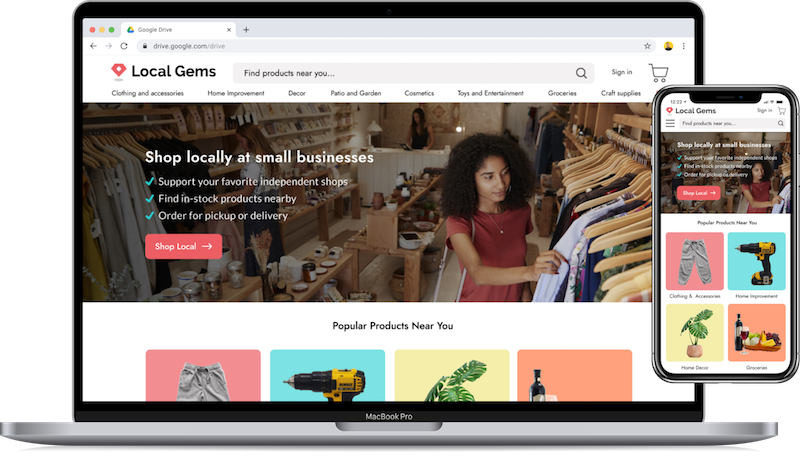 Google Drive
drive.google.com/drive
Local Gems
Find products near you...
Sign in
Clothing and accessories
Home Improvement
Decor
Patio and Garden
Cosmetics
Toys and Entertainment
Groceries
Craft supplies
Shop locally at small businesses
Support your favorite independent shops
Find in-stock products nearby
Order for pickup or delivery
Shop Local
Popular Products Near You
MacBook Pro
12:22
Local Gems
Sign in
Find products near you...
Shop locally at small businesses
Support your favorite independent shops
Find in-stock products nearby
Order for pickup or delivery
Shop Local
Popular Products Near You
Clothing & Accessories
Home Improvement
Home Decor
Groceries